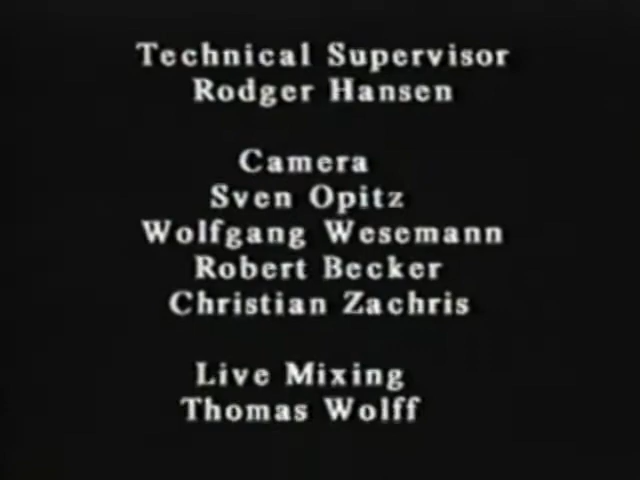 Technical Supervisor
Rodger Hansen
Camera
Sven Opitz
Wolfgang Wesemann
Robert Becker
Christian Zachris
Live Mixing
Thomas Wolff